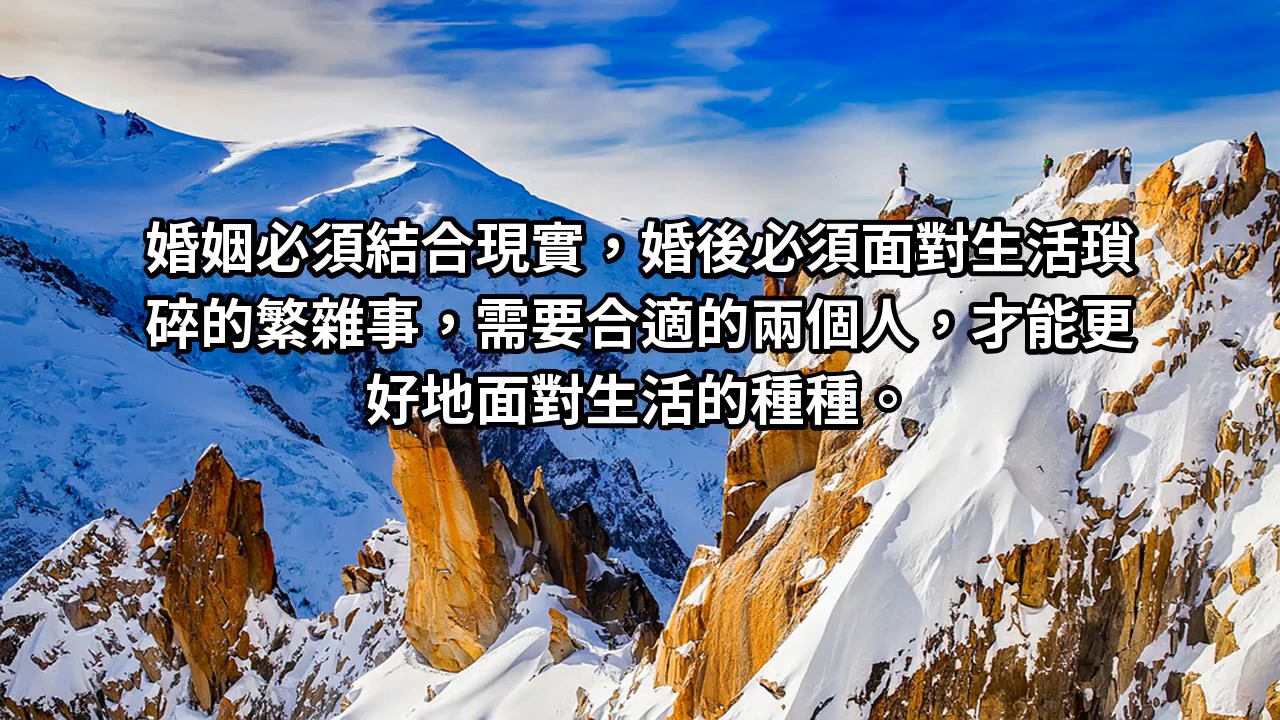 婚姻必須結合現實，婚後必須面對生活瑣
碎的繁雜事，需要合適的兩個人，才能更
好地面對生活的種種。